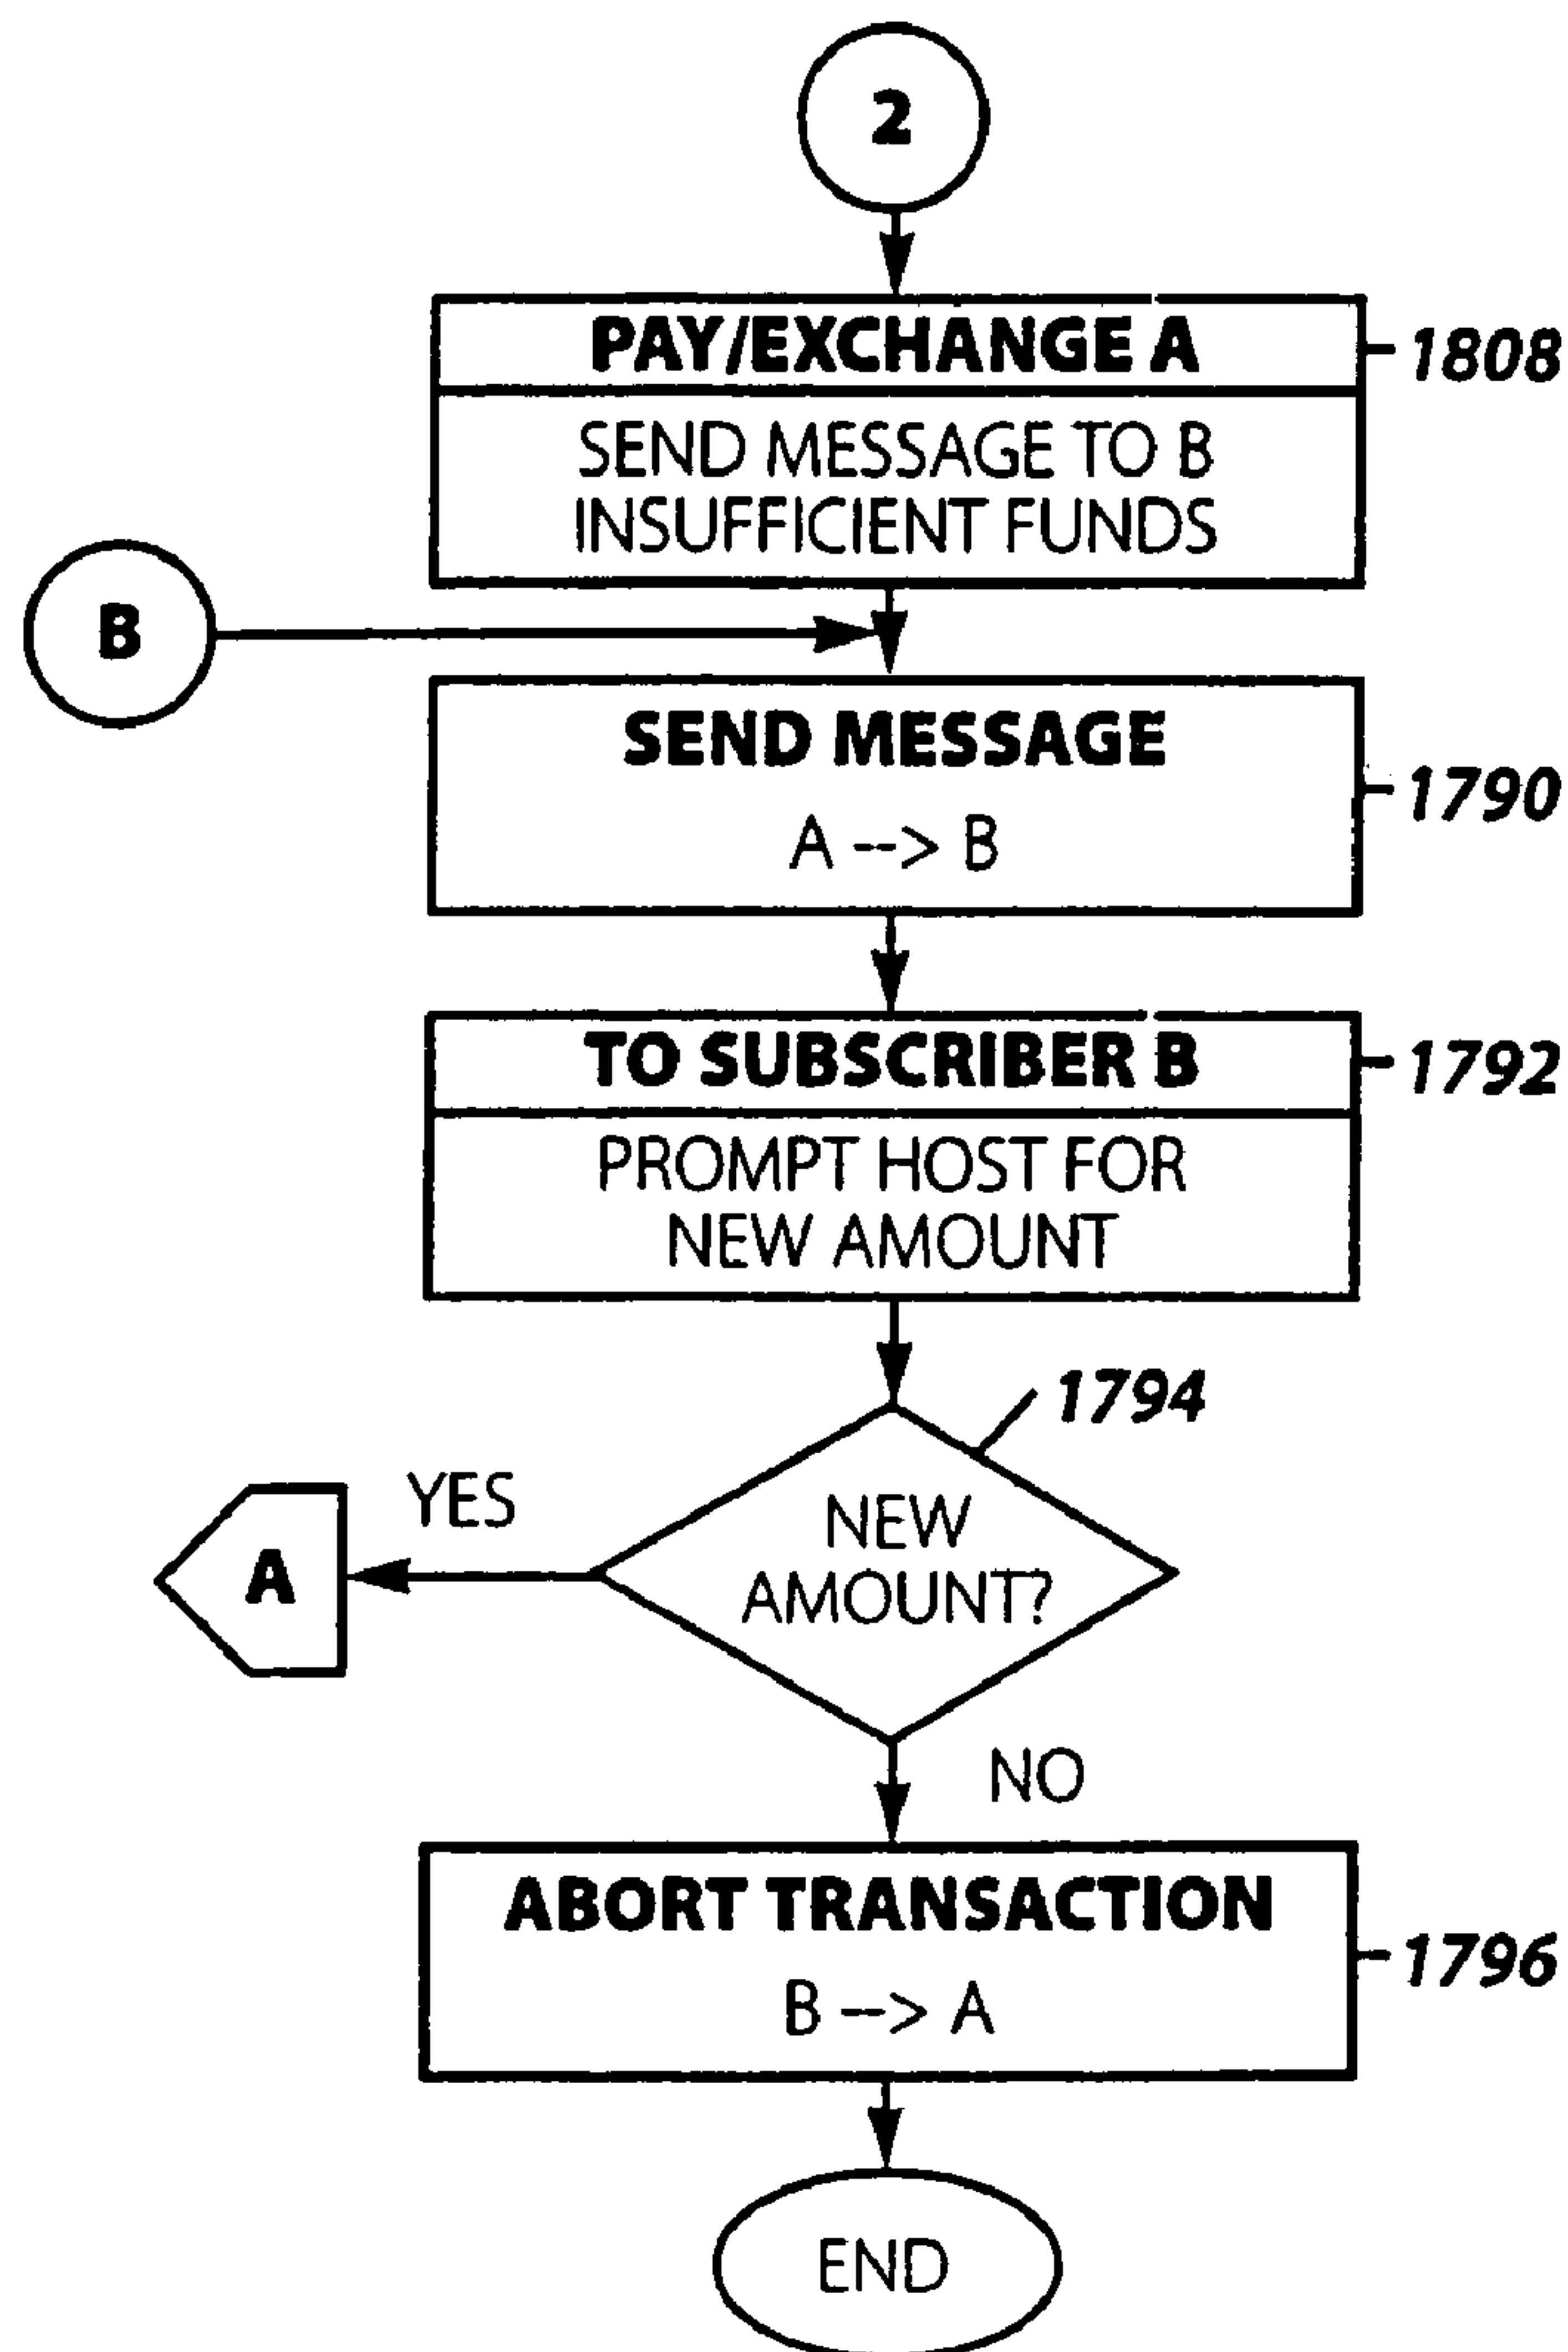 2
PAY/EXCHANGE A
1808
SEND MESSAGE TO B
INSUFFICIENT FUNDS
B
SEND MESSAGE
1790
A --> B
TO SUBSCRIBER B
1792
PROMPT HOST FOR
NEW AMOUNT
1794
YES
NEW
AMOUNT?
A
NO
ABORT TRANSACTION
1796
B --> A
END